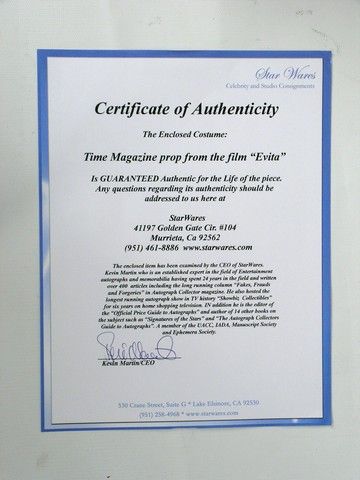 Star Wares
Celebrity and Studio Consignments
Certificate of Authenticity
The Enclosed Costume:
Time Magazine prop from the film “Evita”
Is GUARANTEED Authentic for the Life of the piece.
Any questions regarding its authenticity should be
addressed to us here at
StarWares
41197 Golden Gate Cir. #104
Murrieta, Ca 92562
(951) 461-8886 www.starwares.com
The enclosed item has been examined by the CEO of StarWares.
Kevin Martin who is an established expert in the field of Entertainment
autographs and memorabilia having spent 24 years in the field and written
over 400 articles including the long running column "Fakes, Frauds
and Forgeries" in Autograph Collector magazine. He also hosted the
longest running autograph show in TV history "Showbiz Collectibles"
for six years on home shopping television. IN addition he is the editor of
the "Official Price Guide to Autographs" and author of 14 other books on
the subject such as "Signatures of the Stars" and "The Autograph Collectors
Guide to Autographs". A member of the UACC, IADA, Manuscript Society
and Ephemera Society.
Kevin Martin/CEO
530 Crane Street, Suite G * Lake Elsinore, CA 92530
(951) 258-4968 * www.starwares.com